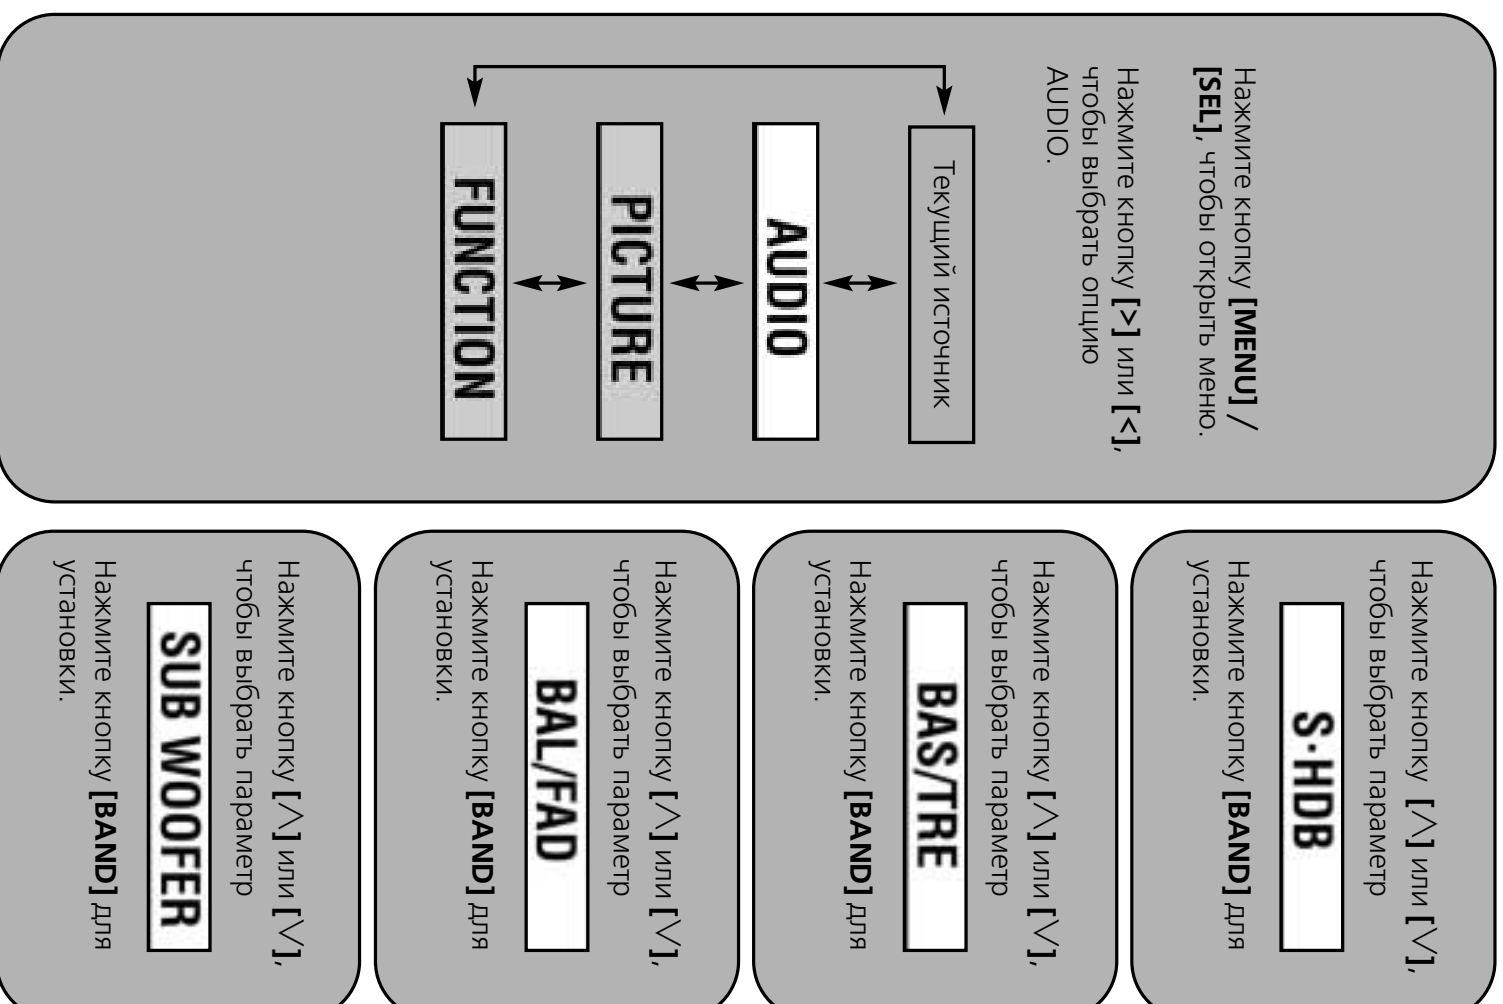 Нажмите кнопку [MENU] /
[SEL], чтобы открыть меню.
Нажмите кнопку [>] или [<],
чтобы выбрать опцию
AUDIO.
Текущий источник
AUDIO
PICTURE
FUNCTION
Нажмите кнопку [∧] или [∨],
чтобы выбрать параметр
S·HDB
Нажмите кнопку [BAND] для
установки.
Нажмите кнопку [∧] или [∨],
чтобы выбрать параметр
BAS/TRE
Нажмите кнопку [BAND] для
установки.
Нажмите кнопку [∧] или [∨],
чтобы выбрать параметр
BAL/FAD
Нажмите кнопку [BAND] для
установки.
Нажмите кнопку [∧] или [∨],
чтобы выбрать параметр
SUB WOOFER
Нажмите кнопку [BAND] для
установки.